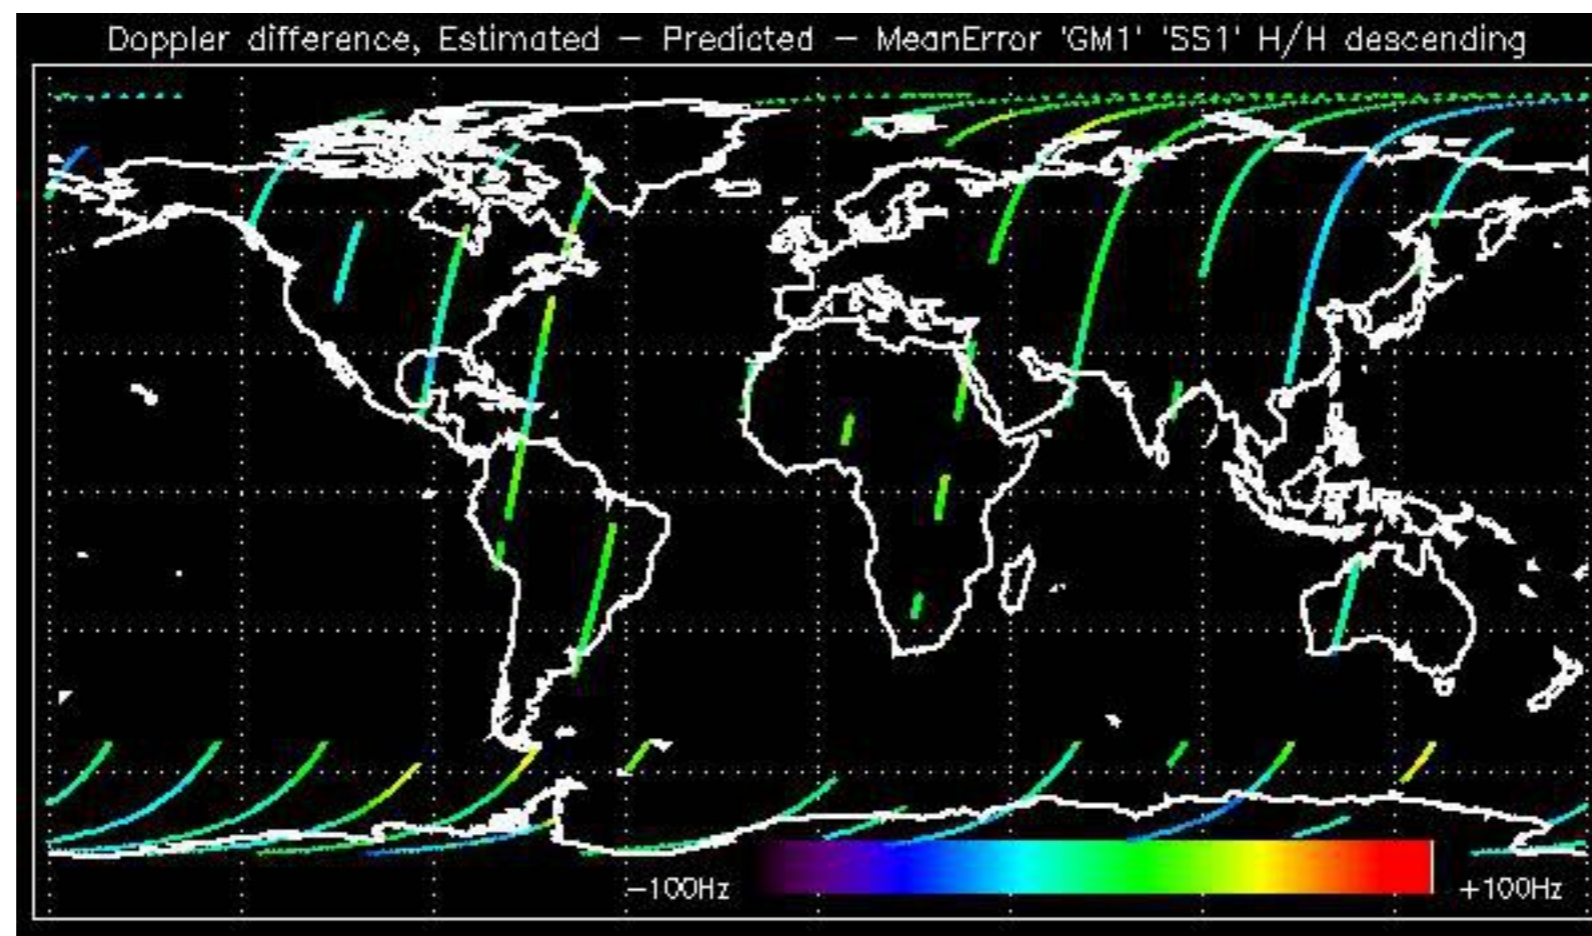 Doppler difference, Estimated – Predicted – MeanError 'GM1' 'SS1' H/H descending
–100Hz
+100Hz